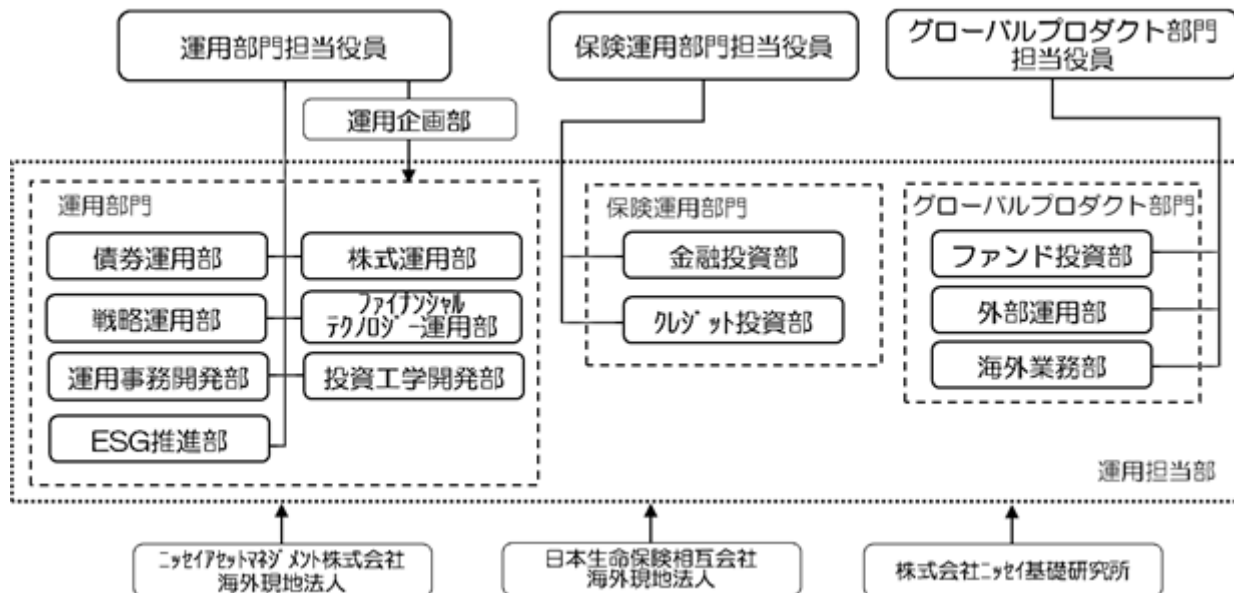 運用部門担当役員
保険運用部門担当役員
グローバルプロダクト部門
担当役員
運用企画部
運用部門
債券運用部
株式運用部
戦略運用部
ファイナンシャル
テクノロジー運用部
運用事務開発部
投資工学開発部
ESG推進部
保険運用部門
金融投資部
クレジット投資部
グローバルプロダクト部門
ファンド投資部
外部運用部
海外業務部
運用担当部
ニッセイアセットマネジメント株式会社
海外現地法人
日本生命保険相互会社
海外現地法人
株式会社ニッセイ基礎研究所